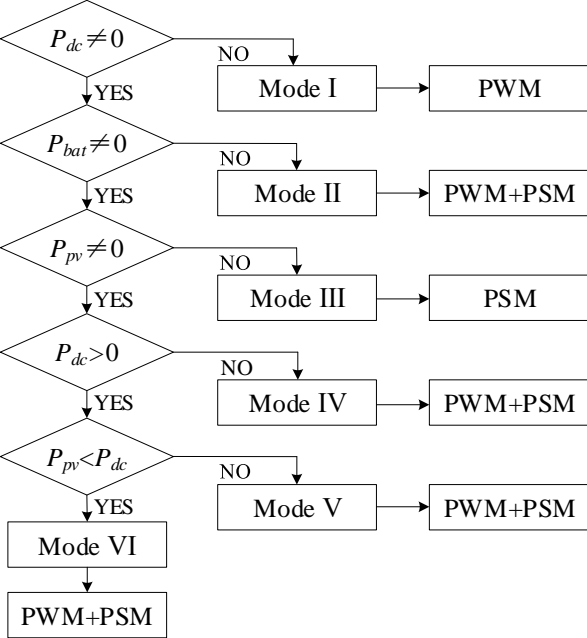 P_dc≠0
NO
Mode I
PWM
YES
P_bat≠0
NO
Mode II
PWM+PSM
YES
P_pv≠0
NO
Mode III
PSM
YES
P_dc>0
NO
Mode IV
PWM+PSM
YES
P_pv<P_dc
NO
Mode V
PWM+PSM
YES
Mode VI
PWM+PSM